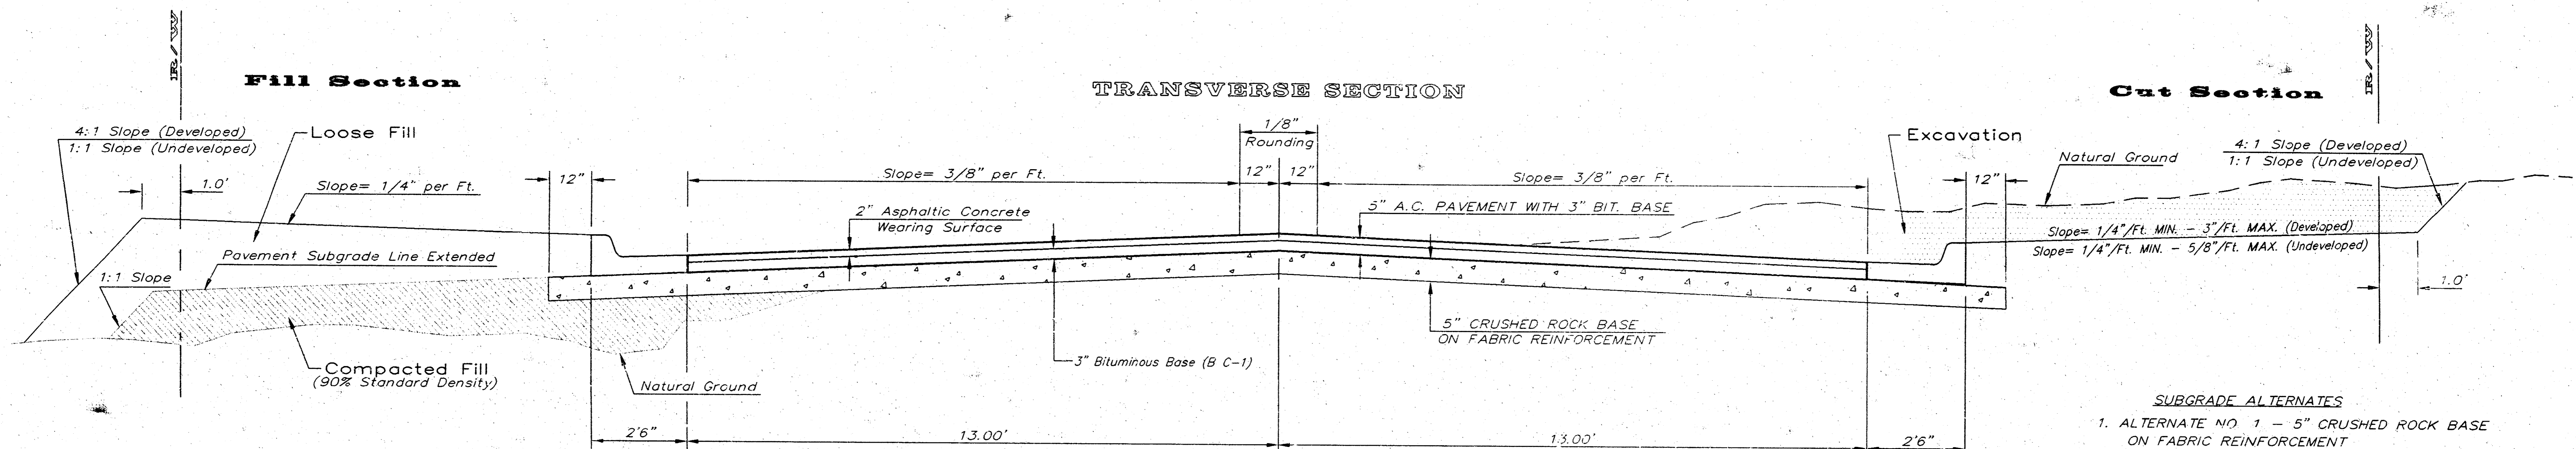 R/W
Fill Section
TRANSVERSE SECTION
Cut Section
R/W
4:1 Slope (Developed)
1:1 Slope (Undeveloped)
Loose Fill
1.0'
Slope= 1/4" per Ft.
12"
Slope= 3/8" per Ft.
1/8"
Rounding
12"
12"
Slope= 3/8" per Ft.
Excavation
Natural Ground
4:1 Slope (Developed)
1:1 Slope (Undeveloped)
12"
2" Asphaltic Concrete
Wearing Surface
5" A.C. PAVEMENT WITH 3" BIT. BASE
Slope= 1/4"/Ft. MIN. - 3"/Ft. MAX. (Developed)
Slope= 1/4"/Ft. MIN. - 5/8"/Ft. MAX. (Undeveloped)
Pavement Subgrade Line Extended
1:1 Slope
1.0'
Compacted Fill
(90% Standard Density)
Natural Ground
3" Bituminous Base (B C-1)
5" CRUSHED ROCK BASE
ON FABRIC REINFORCEMENT
2'6"
13.00'
13.00'
2'6"
SUBGRADE ALTERNATES
1. ALTERNATE NO. 1 - 5" CRUSHED ROCK BASE
ON FABRIC REINFORCEMENT